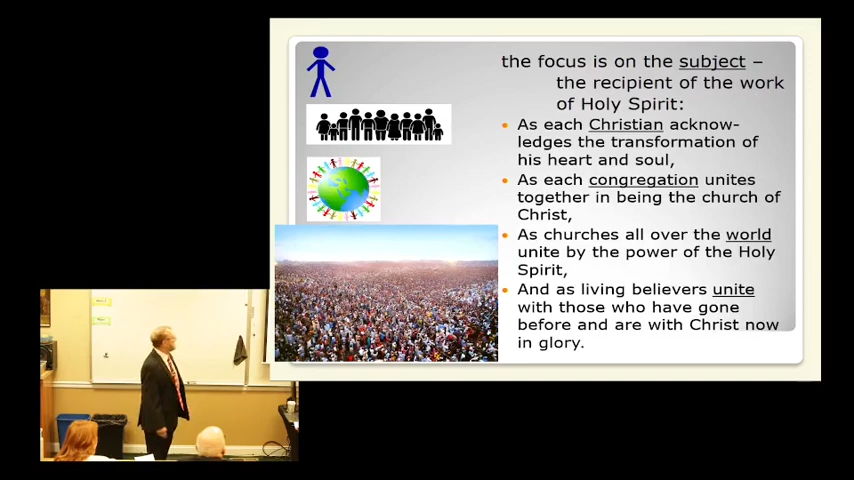 the focus is on the subject –
the recipient of the work
of Holy Spirit:
• As each Christian acknow-
ledges the transformation of
his heart and soul,
• As each congregation unites
together in being the church of
Christ,
• As churches all over the world
unite by the power of the Holy
Spirit,
• And as living believers unite
with those who have gone
before and are with Christ now
in glory.